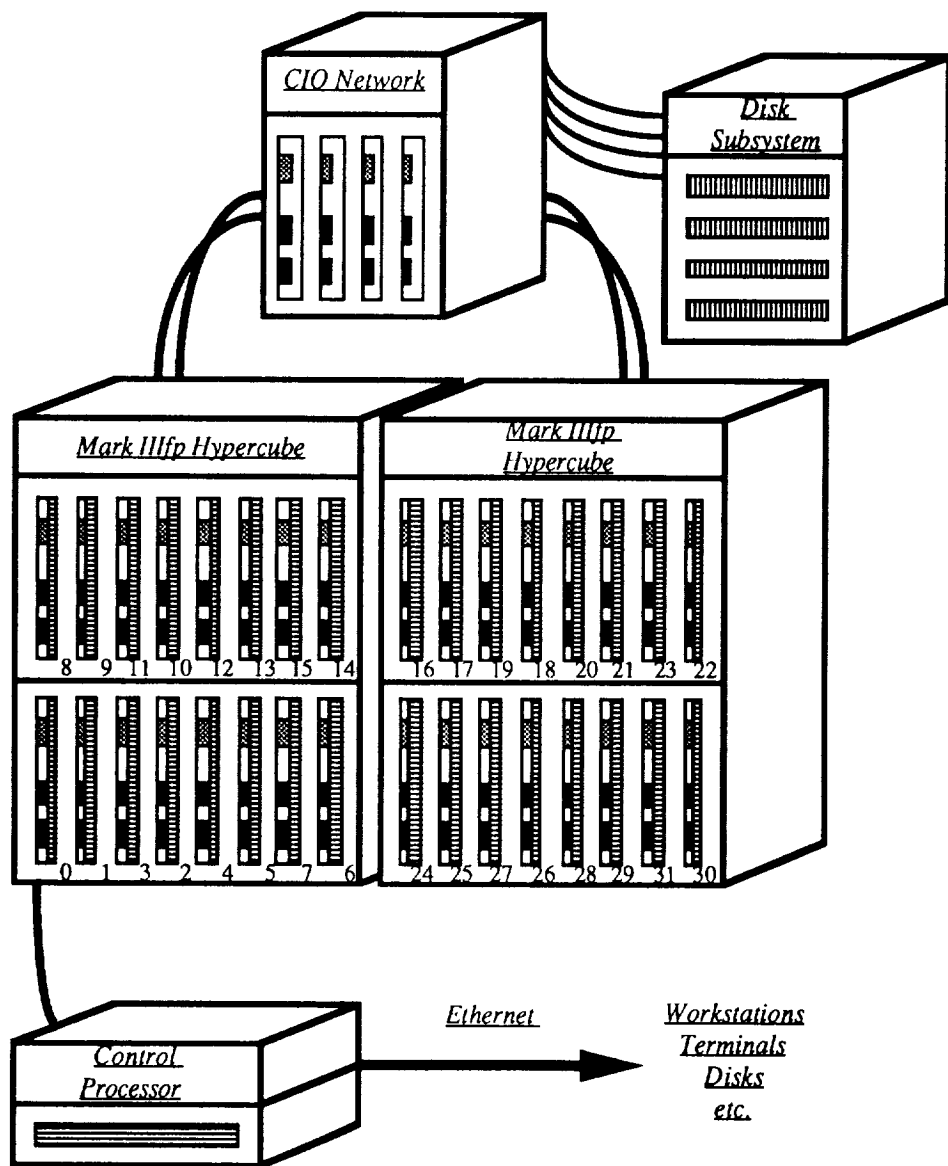 CIO Network
Disk
Subsystem
Mark IIIfp Hypercube
Mark IIIfp
Hypercube
8 9 11 10 12 13 15 14
16 17 19 18 20 21 23 22
0 1 3 2 4 5 7 6
24 25 27 26 28 29 31 30
Control
Processor
Ethernet
Workstations
Terminals
Disks
etc.